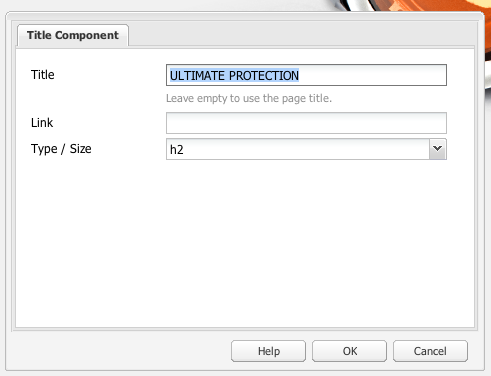 Title Component
Title ULTIMATE PROTECTION
Leave empty to use the page title.
Link
Type / Size h2
Help OK Cancel